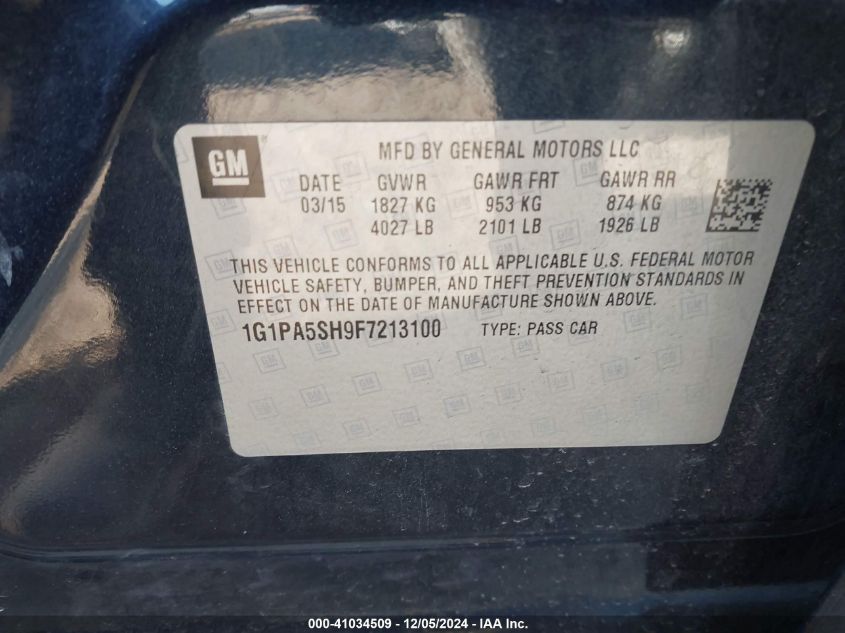 GM
MFD BY GENERAL MOTORS LLC
DATE GVWR GAWR FRT GAWR RR
03/15 1827 KG 953 KG 874 KG
4027 LB 2101 LB 1926 LB
THIS VEHICLE CONFORMS TO ALL APPLICABLE U.S. FEDERAL MOTOR
VEHICLE SAFETY, BUMPER, AND THEFT PREVENTION STANDARDS IN
EFFECT ON THE DATE OF MANUFACTURE SHOWN ABOVE.
1G1PA5SH9F7213100 TYPE: PASS CAR
000-41034509 - 12/05/2024 - IAA Inc.